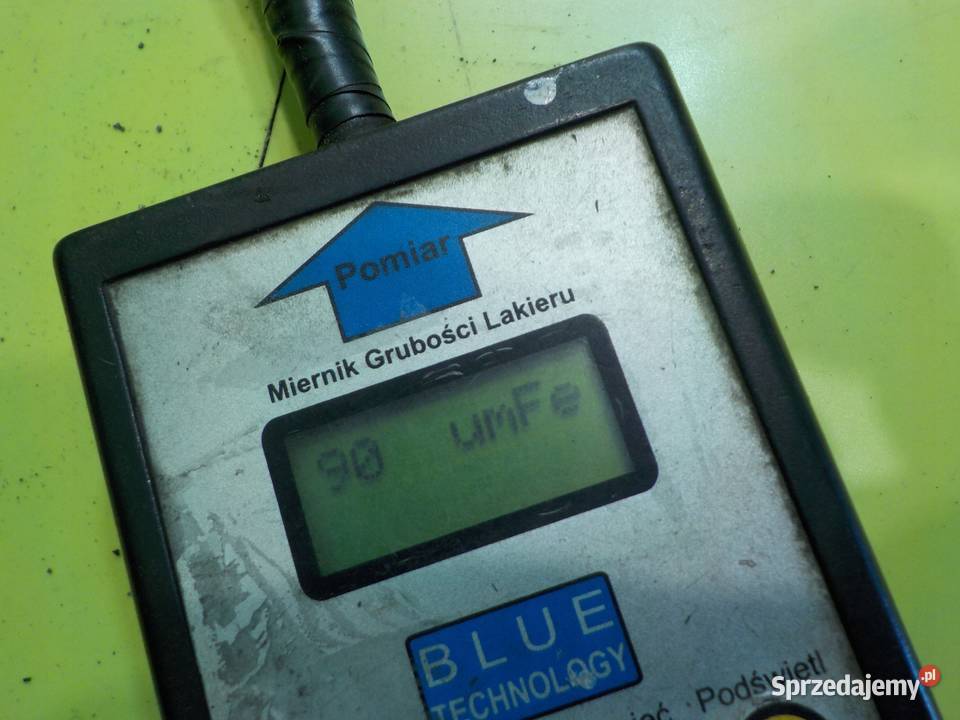 Pomiar
Miernik Grubości Lakieru
90 umFe
BLUE
TECHNOLOGY
Podświetl
Sprzedajemy.pl